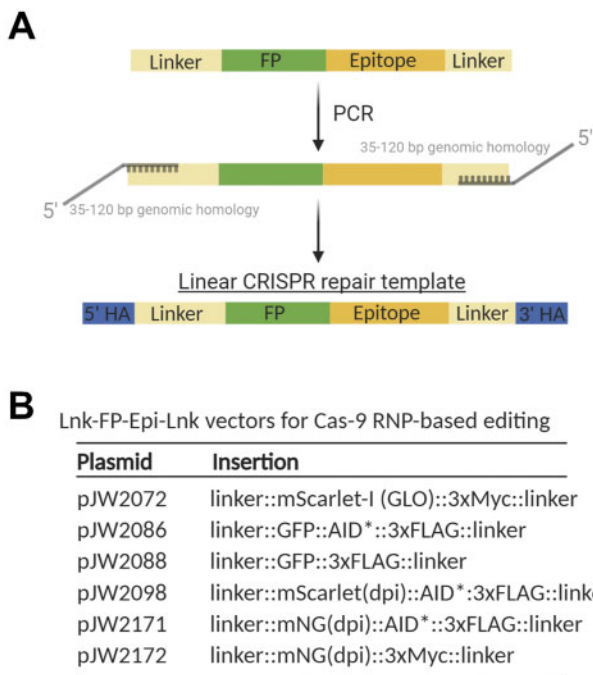 A
Linker FP Epitope Linker
PCR
35-120 bp genomic homology 5'
5' 35-120 bp genomic homology
Linear CRISPR repair template
5' HA Linker FP Epitope Linker 3' HA
B
Lnk-FP-Epi-Lnk vectors for Cas-9 RNP-based editing
Plasmid Insertion
pJW2072 linker::mScarlet-I (GLO)::3xMyc::linker
pJW2086 linker::GFP::AID*::3xFLAG::linker
pJW2088 linker::GFP::3xFLAG::linker
pJW2098 linker::mScarlet(dpi)::AID*:3xFLAG::link
pJW2171 linker::mNG(dpi)::AID*::3xFLAG::linker
pJW2172 linker::mNG(dpi)::3xMyc::linker